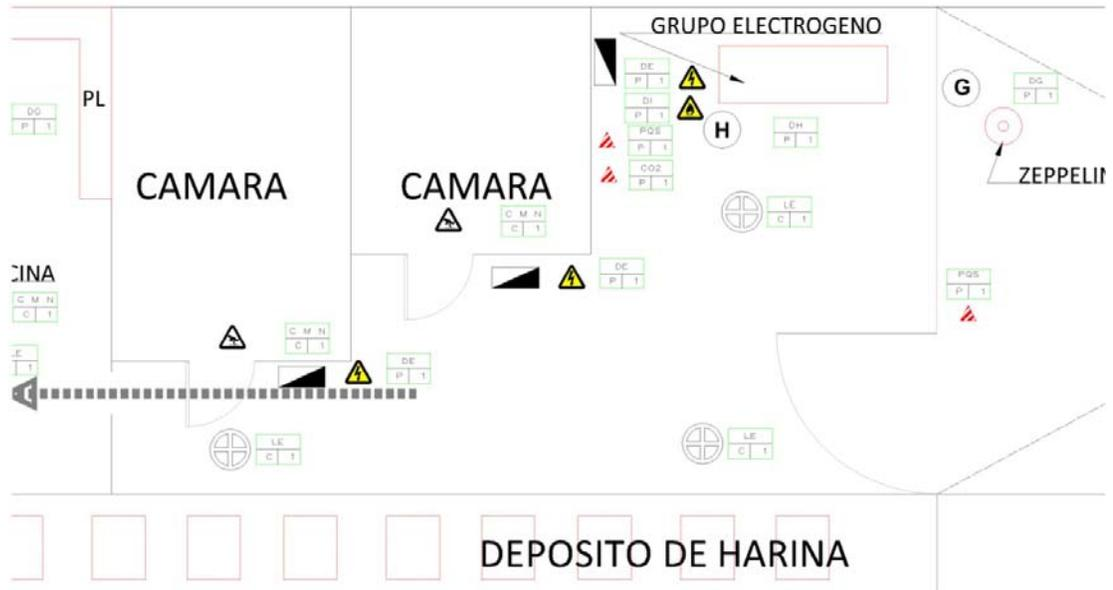 GRUPO ELECTROGENO
DE
P 1
G
DG
P 1
PL
DG
P 1
DI
P 1
H
DH
P 1
PQS
P 1
CO2
P 1
ZEPPELIN
CAMARA
CAMARA
C M N
C 1
LE
C 1
DE
P 1
CINA
C M N
C 1
PQS
P 1
C M N
C 1
LE
1
DE
P 1
LE
C 1
LE
C 1
DEPOSITO DE HARINA